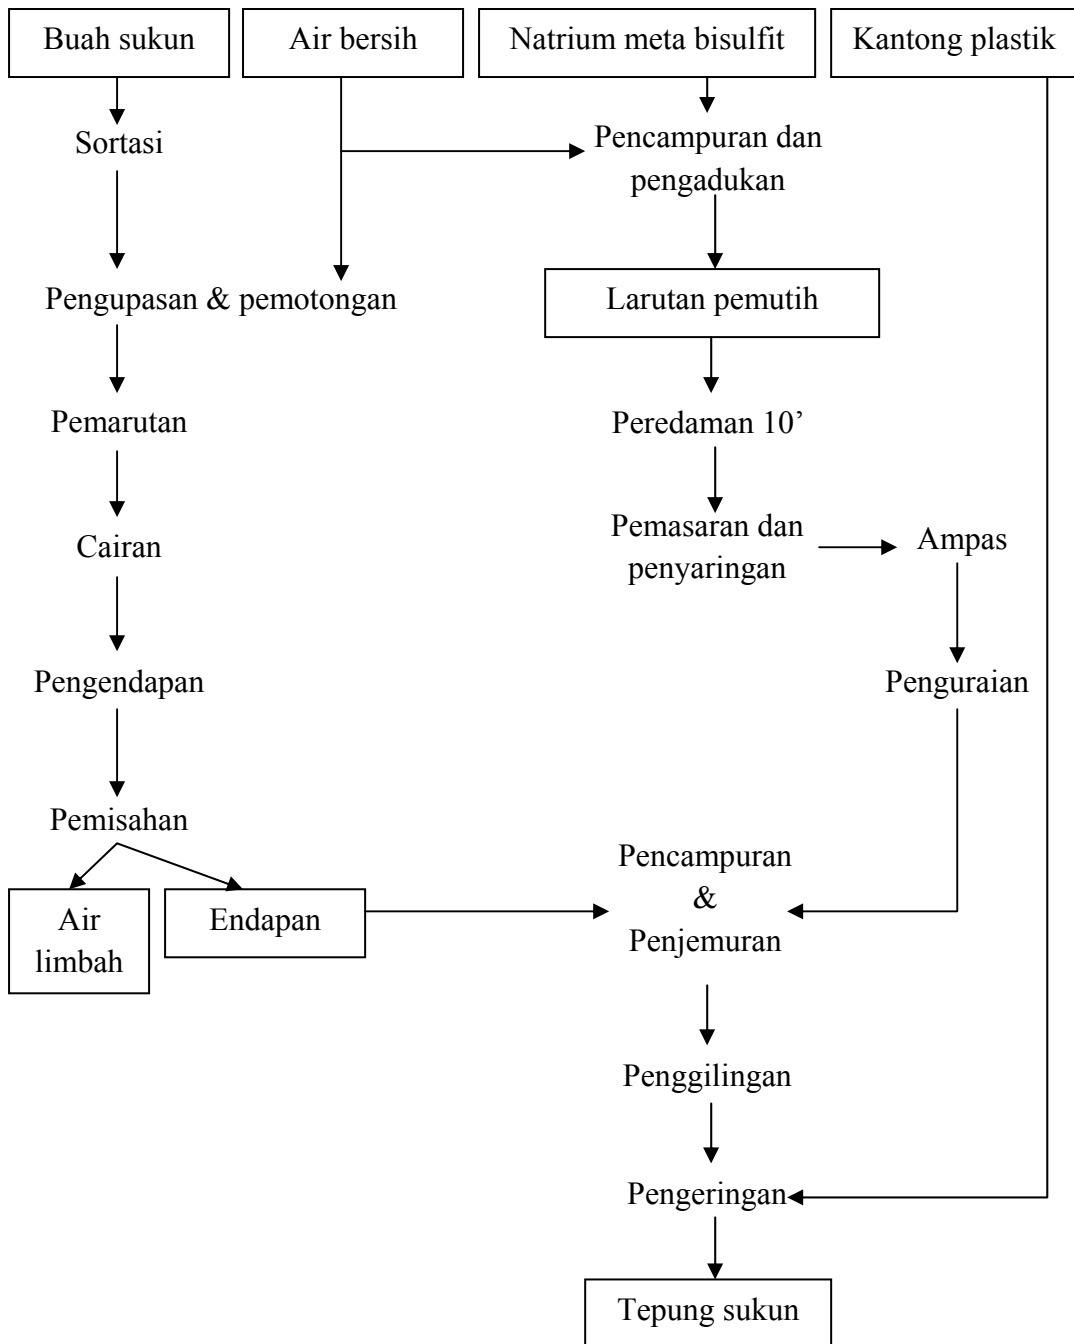 Buah sukun
Air bersih
Natrium meta bisulfit
Kantong plastik
Sortasi
Pencampuran dan
pengadukan
Pengupasan & pemotongan
Larutan pemutih
Pemarutan
Peredaman 10’
Cairan
Pemasaran dan
penyaringan
Ampas
Pengendapan
Penguraian
Pemisahan
Air
limbah
Endapan
Pencampuran
&
Penjemuran
Penggilingan
Pengeringan
Tepung sukun